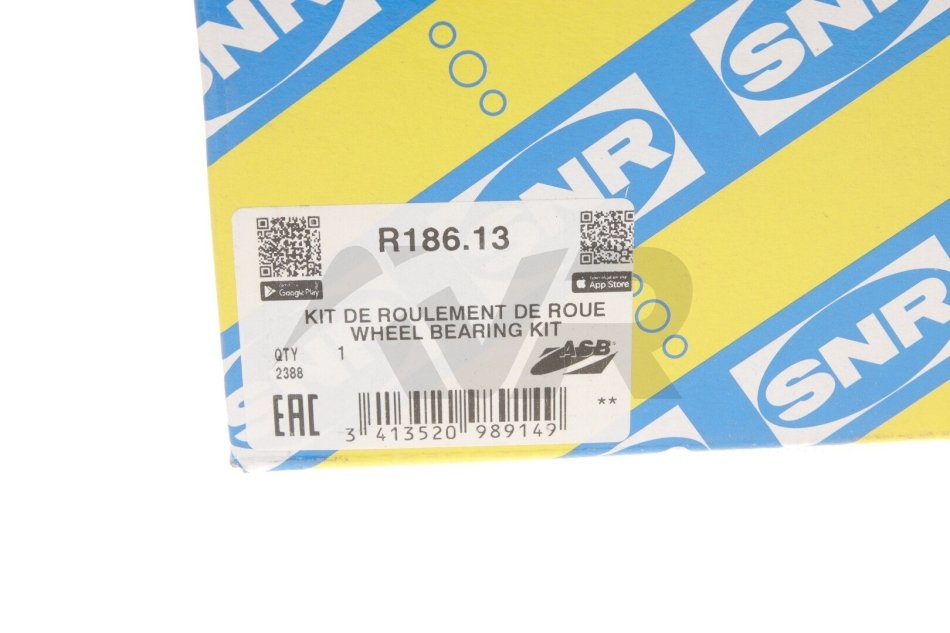 SNR
SNR
SNR
SNR
R186.13
Google Play
App Store
KIT DE ROULEMENT DE ROUE
WHEEL BEARING KIT
QTY 1
2388
ASB
EAC
**
3 413520 989149
VR